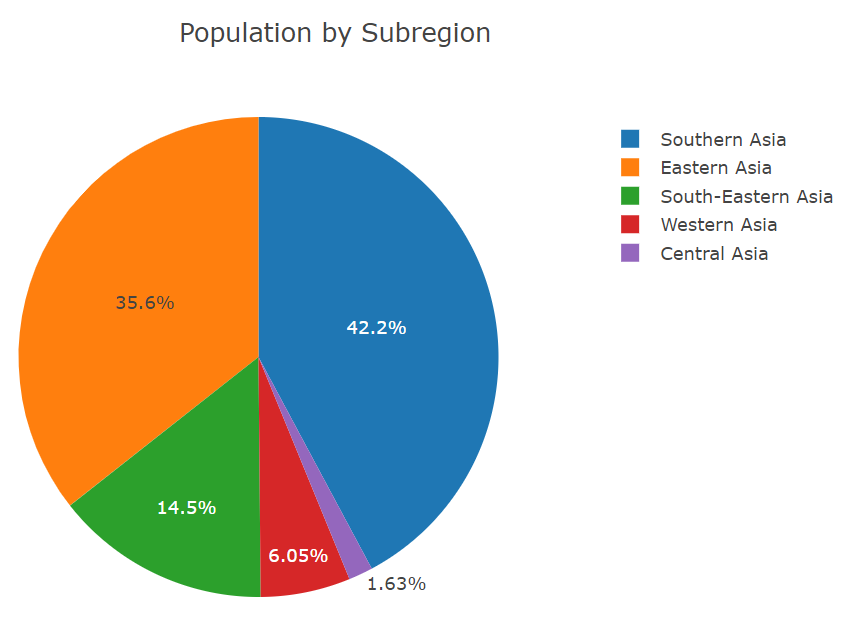 Population by Subregion
Southern Asia
Eastern Asia
South-Eastern Asia
Western Asia
Central Asia
35.6%
42.2%
14.5%
6.05%
1.63%